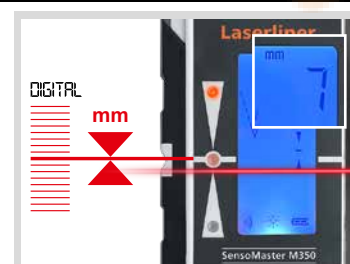 Laserliner
mm
7
DIGITAL
mm
SensoMaster M350